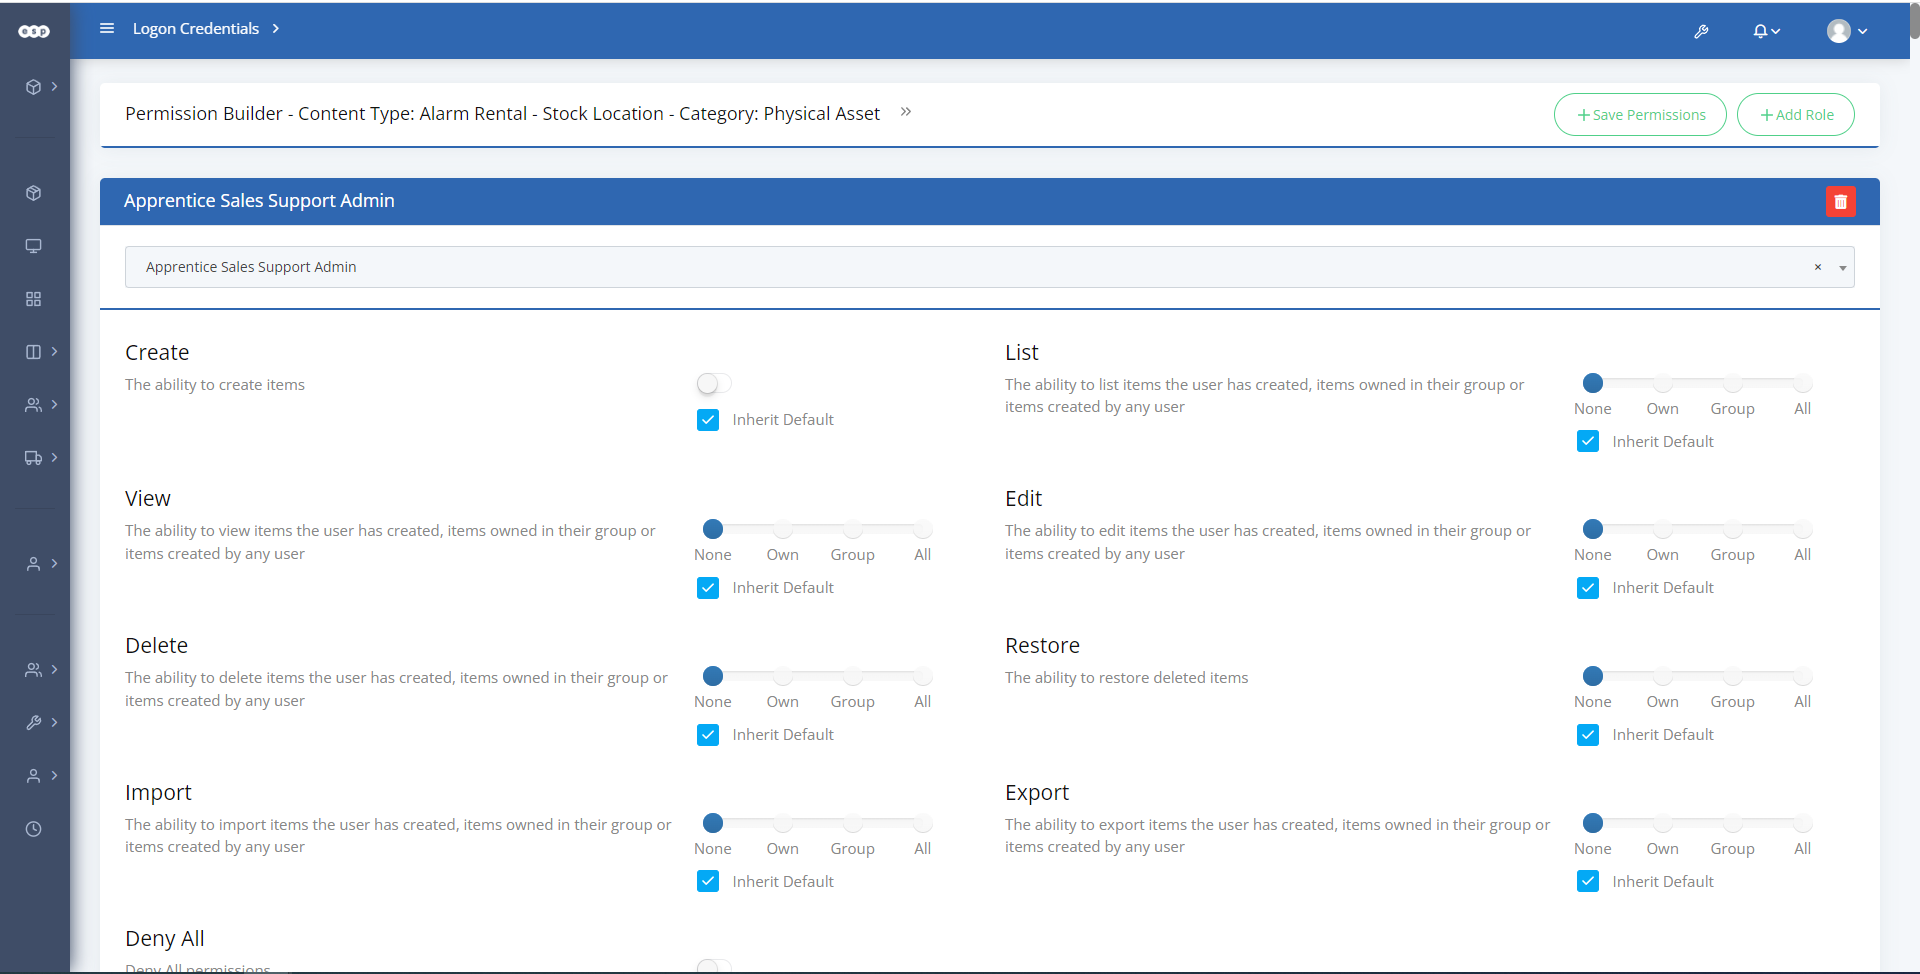 esp
Logon Credentials
Permission Builder - Content Type: Alarm Rental - Stock Location - Category: Physical Asset
Save Permissions
Add Role
Apprentice Sales Support Admin
Apprentice Sales Support Admin
Create
The ability to create items
Inherit Default
List
The ability to list items the user has created, items owned in their group or
items created by any user
None Own Group All
Inherit Default
View
The ability to view items the user has created, items owned in their group or
items created by any user
None Own Group All
Inherit Default
Edit
The ability to edit items the user has created, items owned in their group or
items created by any user
None Own Group All
Inherit Default
Delete
The ability to delete items the user has created, items owned in their group or
items created by any user
None Own Group All
Inherit Default
Restore
The ability to restore deleted items
None Own Group All
Inherit Default
Import
The ability to import items the user has created, items owned in their group or
items created by any user
None Own Group All
Inherit Default
Export
The ability to export items the user has created, items owned in their group or
items created by any user
None Own Group All
Inherit Default
Deny All
Deny All permissions